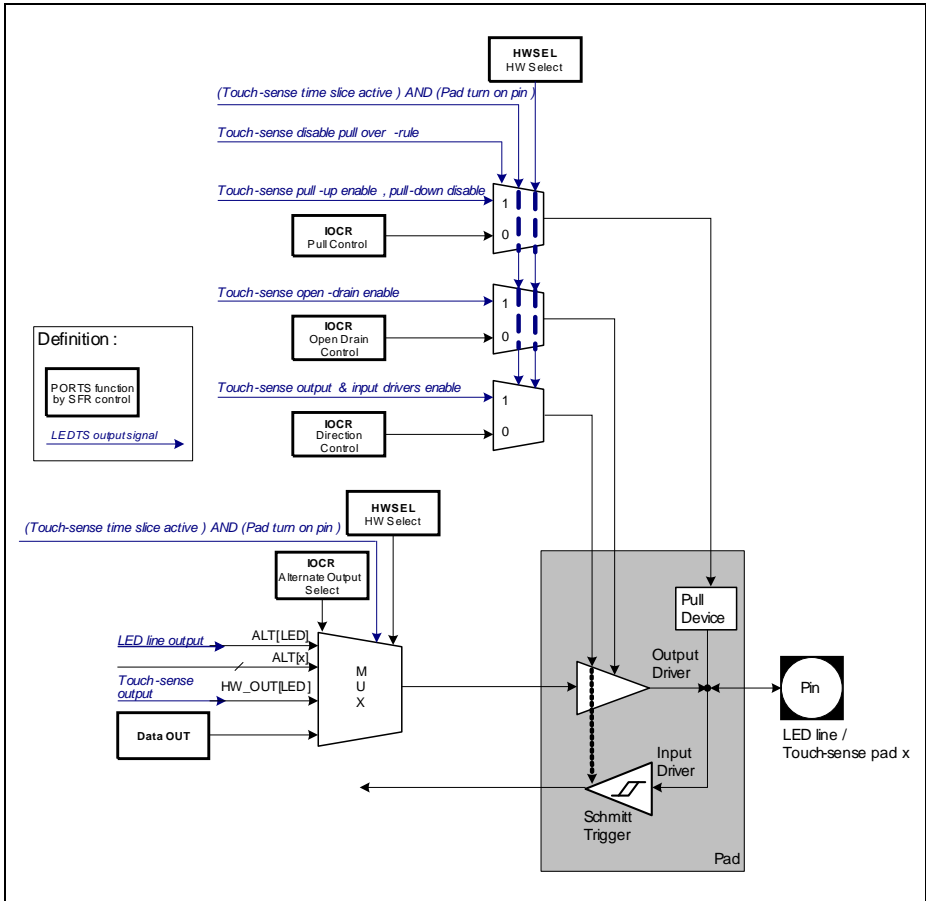 HWSEL
HW Select
(Touch-sense time slice active ) AND (Pad turn on pin )
Touch-sense disable pull over -rule
Touch-sense pull -up enable , pull-down disable
1
0
IOCR
Pull Control
Touch-sense open -drain enable
1
0
IOCR
Open Drain
Control
Touch-sense output & input drivers enable
1
0
IOCR
Direction
Control
Definition :
PORTS function
by SFR control
LEDTS output signal
HWSEL
HW Select
(Touch-sense time slice active ) AND (Pad turn on pin )
IOCR
Alternate Output
Select
LED line output
ALT[LED]
ALT[x]
Touch-sense
output
HW_OUT[LED]
Data OUT
M
U
X
Pull
Device
Output
Driver
Pin
LED line /
Touch-sense pad x
Input
Driver
Schmitt
Trigger
Pad